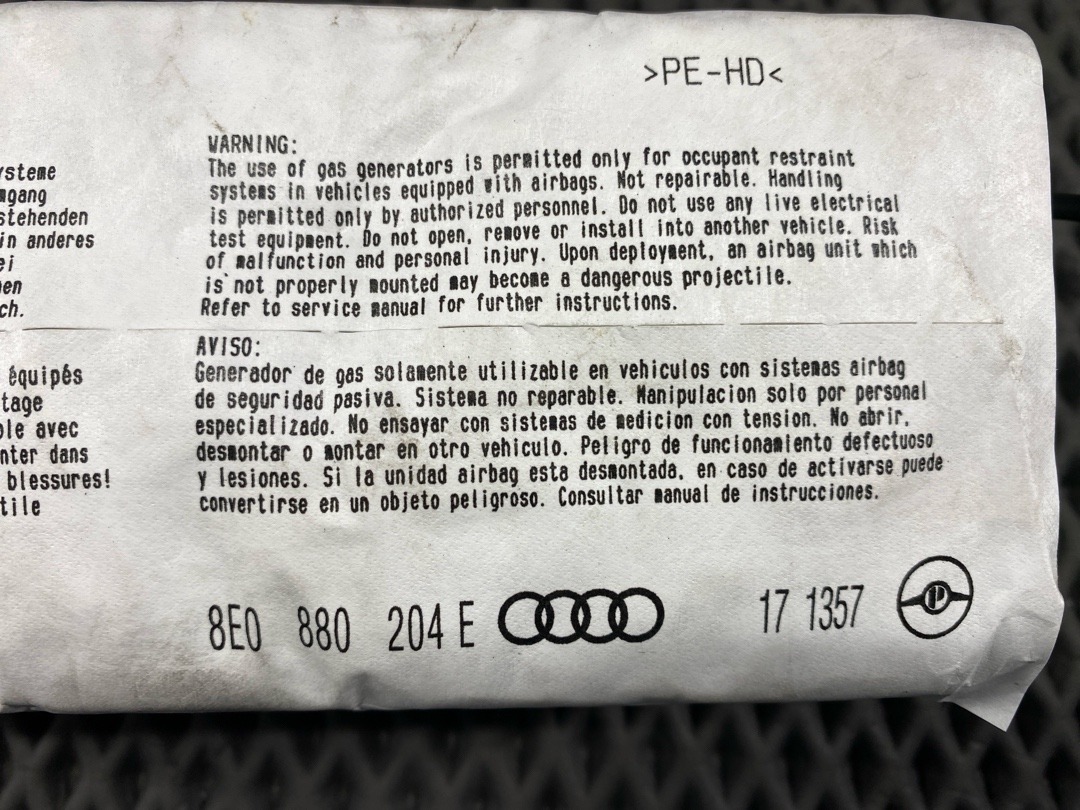 >PE-HD<
ysteme
mgang
stehenden
in anderes
ei
en
ch.
WARNING:
The use of gas generators is permitted only for occupant restraint
systems in vehicles equipped with airbags. Not repairable. Handling
is permitted only by authorized personnel. Do not use any live electrical
test equipment. Do not open, remove or install into another vehicle. Risk
of malfunction and personal injury. Upon deployment, an airbag unit which
is not properly mounted may become a dangerous projectile.
Refer to service manual for further instructions.
équipés
tage
ble avec
nter dans
blessures!
tile
AVISO:
Generador de gas solamente utilizable en vehiculos con sistemas airbag
de seguridad pasiva. Sistema no reparable. Manipulacion solo por personal
especializado. No ensayar con sistemas de medicion con tension. No abrir,
desmontar o montar en otro vehiculo. Peligro de funcionamiento defectuoso
y lesiones. Si la unidad airbag esta desmontada, en caso de activarse puede
convertirse en un objeto peligroso. Consultar manual de instrucciones.
8E0 880 204 E
17 1357
P